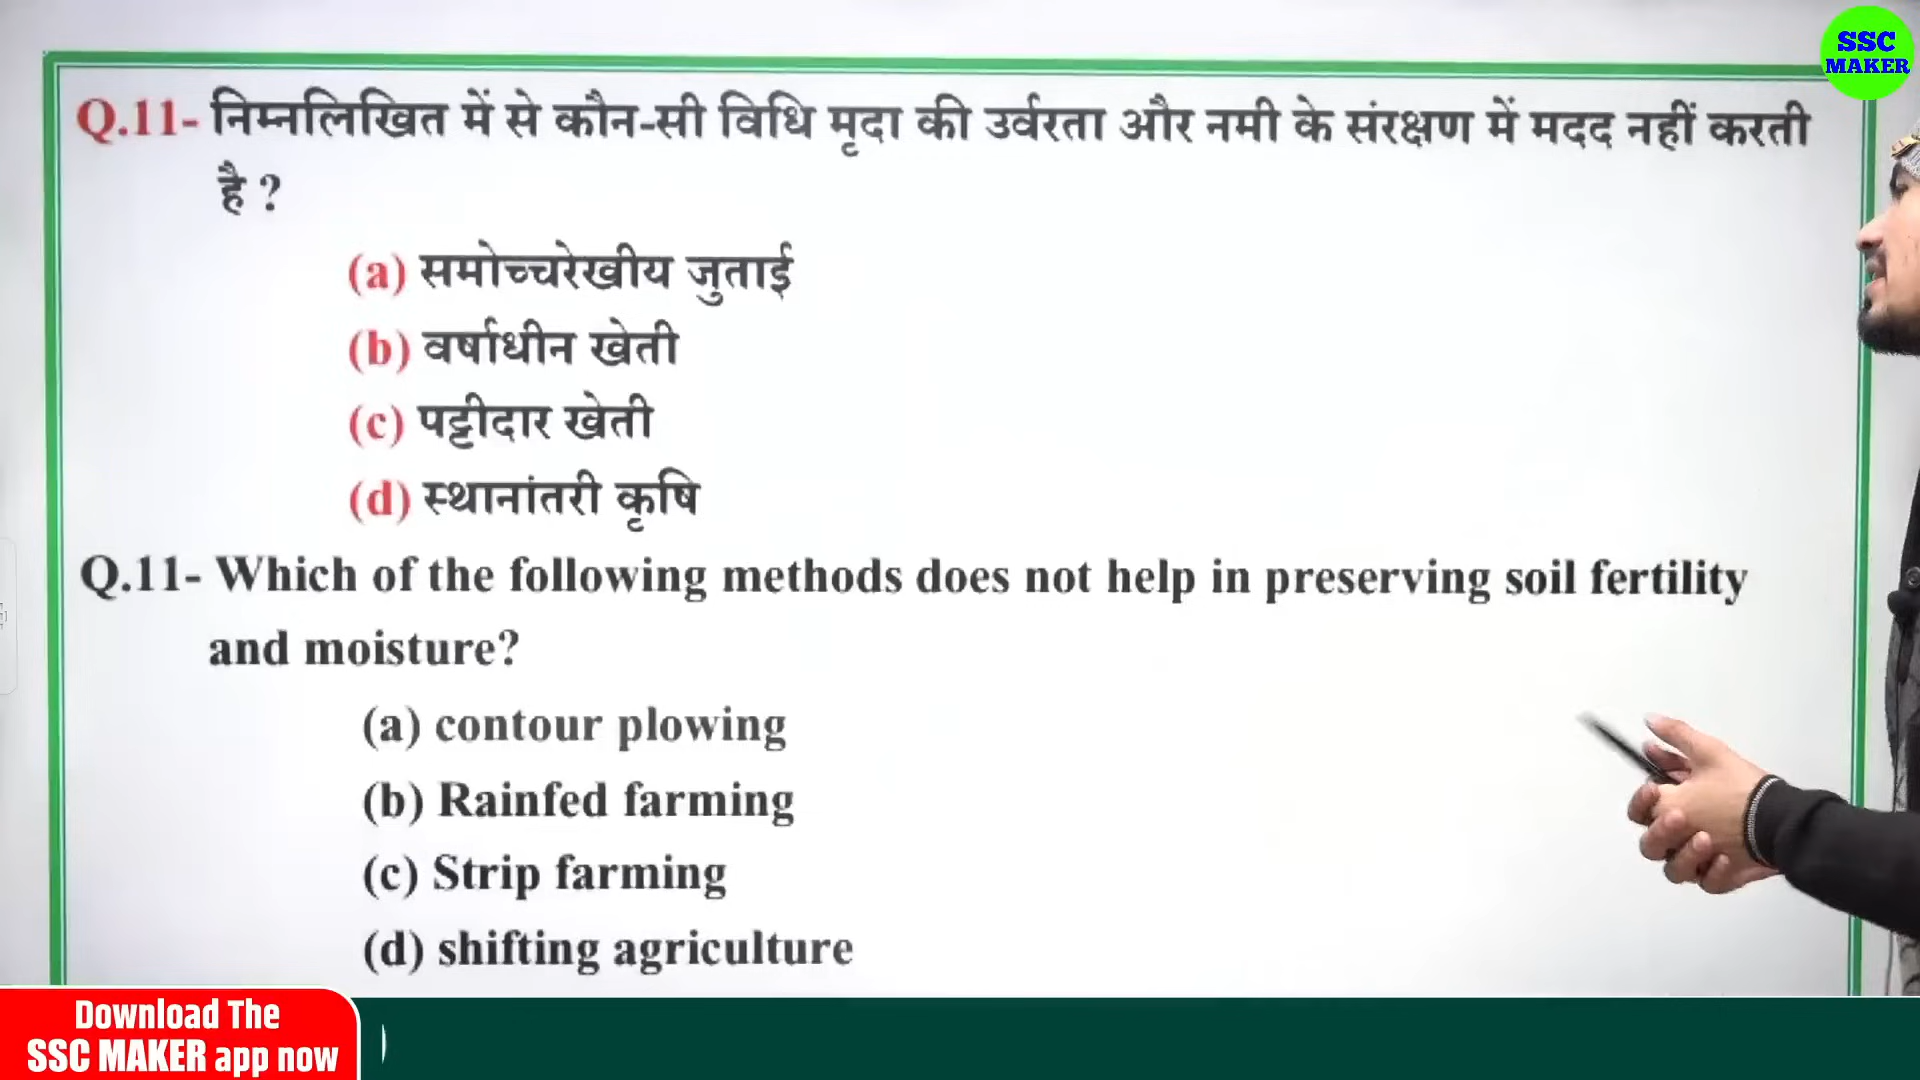 SSC
MAKER
Q.11- निम्नलिखित में से कौन-सी विधि मृदा की उर्वरता और नमी के संरक्षण में मदद नहीं करती
है ?
(a) समोच्चरेखीय जुताई
(b) वर्षाधीन खेती
(c) पट्टीदार खेती
(d) स्थानांतरी कृषि
Q.11- Which of the following methods does not help in preserving soil fertility
and moisture?
(a) contour plowing
(b) Rainfed farming
(c) Strip farming
(d) shifting agriculture
Download The
SSC MAKER app now